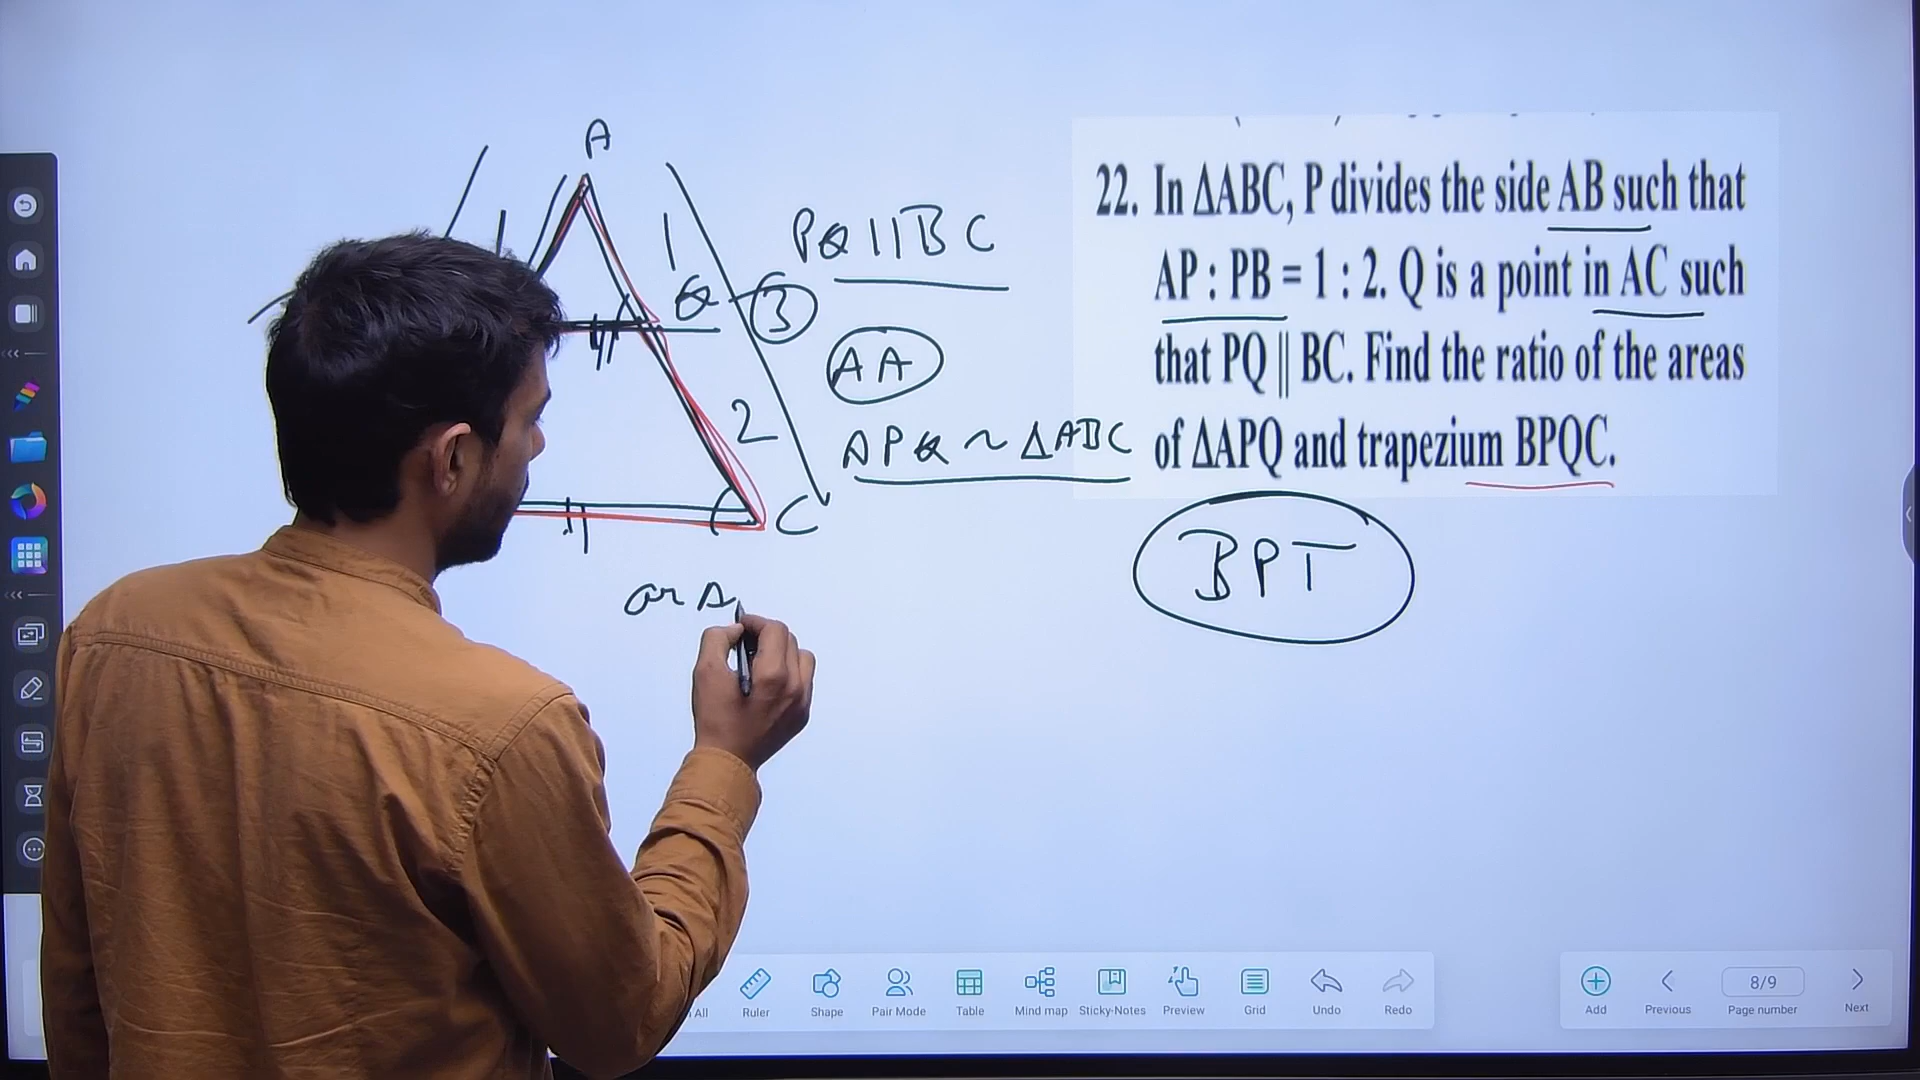 A
1
1
PQ || BC
Q
3
AA
2
APQ ~ ΔABC
C
ar Δ
22. In ΔABC, P divides the side AB such that
AP : PB = 1 : 2. Q is a point in AC such
that PQ || BC. Find the ratio of the areas
of ΔAPQ and trapezium BPQC.
BPT
All
Ruler
Shape
Pair Mode
Table
Mind map
Sticky-Notes
Preview
Grid
Undo
Redo
Add
Previous
8/9
Page number
Next